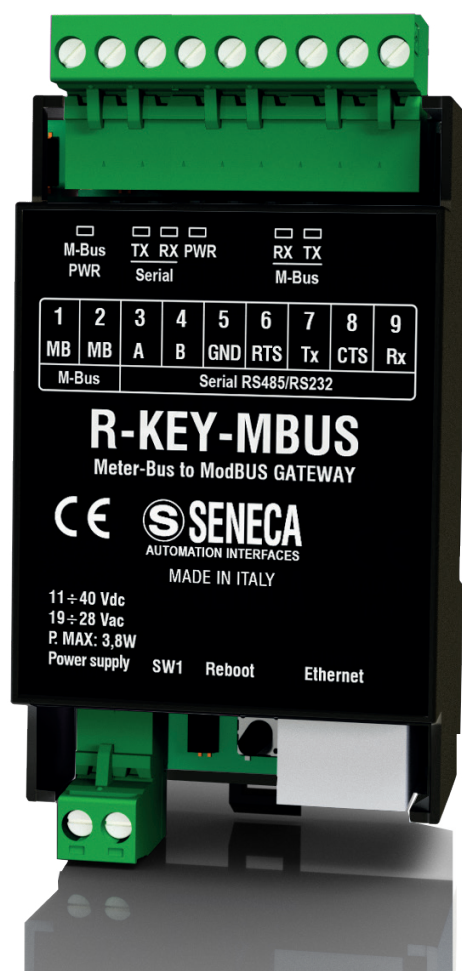 M-Bus PWR TX RX PWR RX TX
Serial M-Bus
1 2 3 4 5 6 7 8 9
MB MB A B GND RTS Tx CTS Rx
M-Bus Serial RS485/RS232
R-KEY-MBUS
Meter-Bus to ModBUS GATEWAY
CE S SENECA
AUTOMATION INTERFACES
MADE IN ITALY
11÷40 Vdc
19÷28 Vac
P. MAX: 3,8W
Power supply SW1 Reboot Ethernet